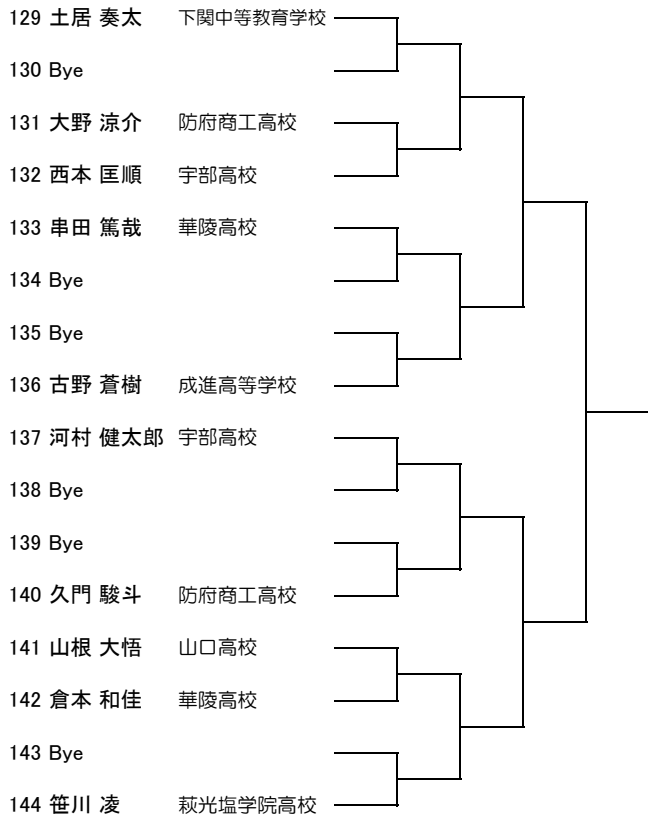 129 土居 奏太 下関中等教育学校
130 Bye
131 大野 涼介 防府商工高校
132 西本 匡順 宇部高校
133 串田 篤哉 華陵高校
134 Bye
135 Bye
136 古野 蒼樹 成進高等学校
137 河村 健太郎 宇部高校
138 Bye
139 Bye
140 久門 駿斗 防府商工高校
141 山根 大悟 山口高校
142 倉本 和佳 華陵高校
143 Bye
144 笹川 凌 萩光塩学院高校